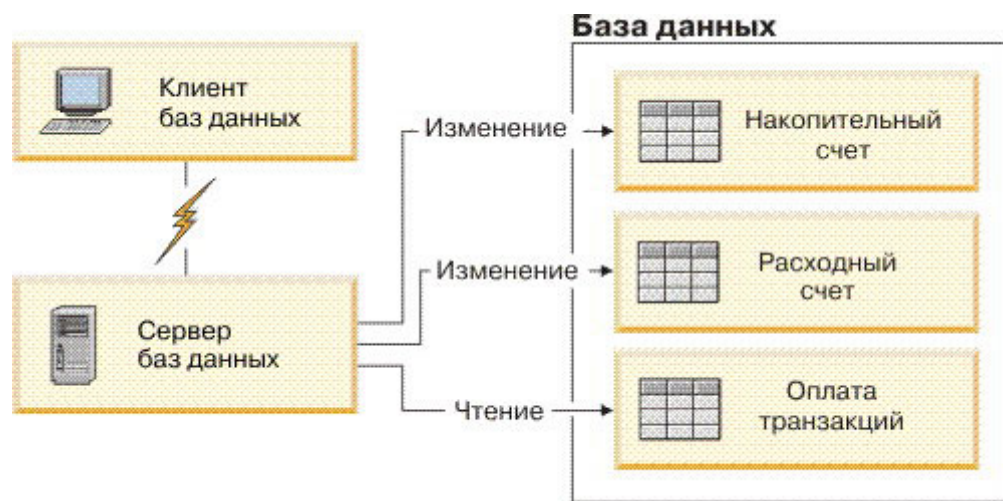 База данных
Клиент
баз данных
Изменение
Накопительный
счет
Изменение
Расходный
счет
Сервер
баз данных
Чтение
Оплата
транзакций